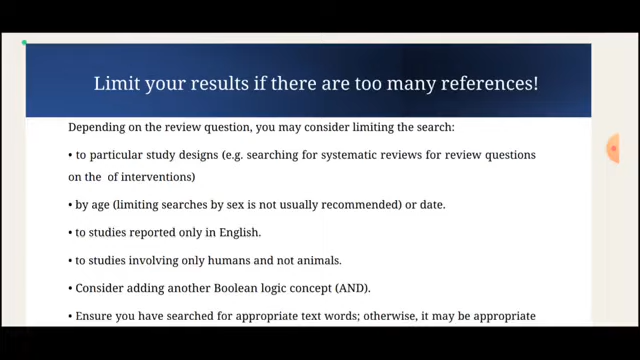 Limit your results if there are too many references!
Depending on the review question, you may consider limiting the search:
• to particular study designs (e.g. searching for systematic reviews for review questions
on the of interventions)
• by age (limiting searches by sex is not usually recommended) or date.
• to studies reported only in English.
• to studies involving only humans and not animals.
• Consider adding another Boolean logic concept (AND).
• Ensure you have searched for appropriate text words; otherwise, it may be appropriate